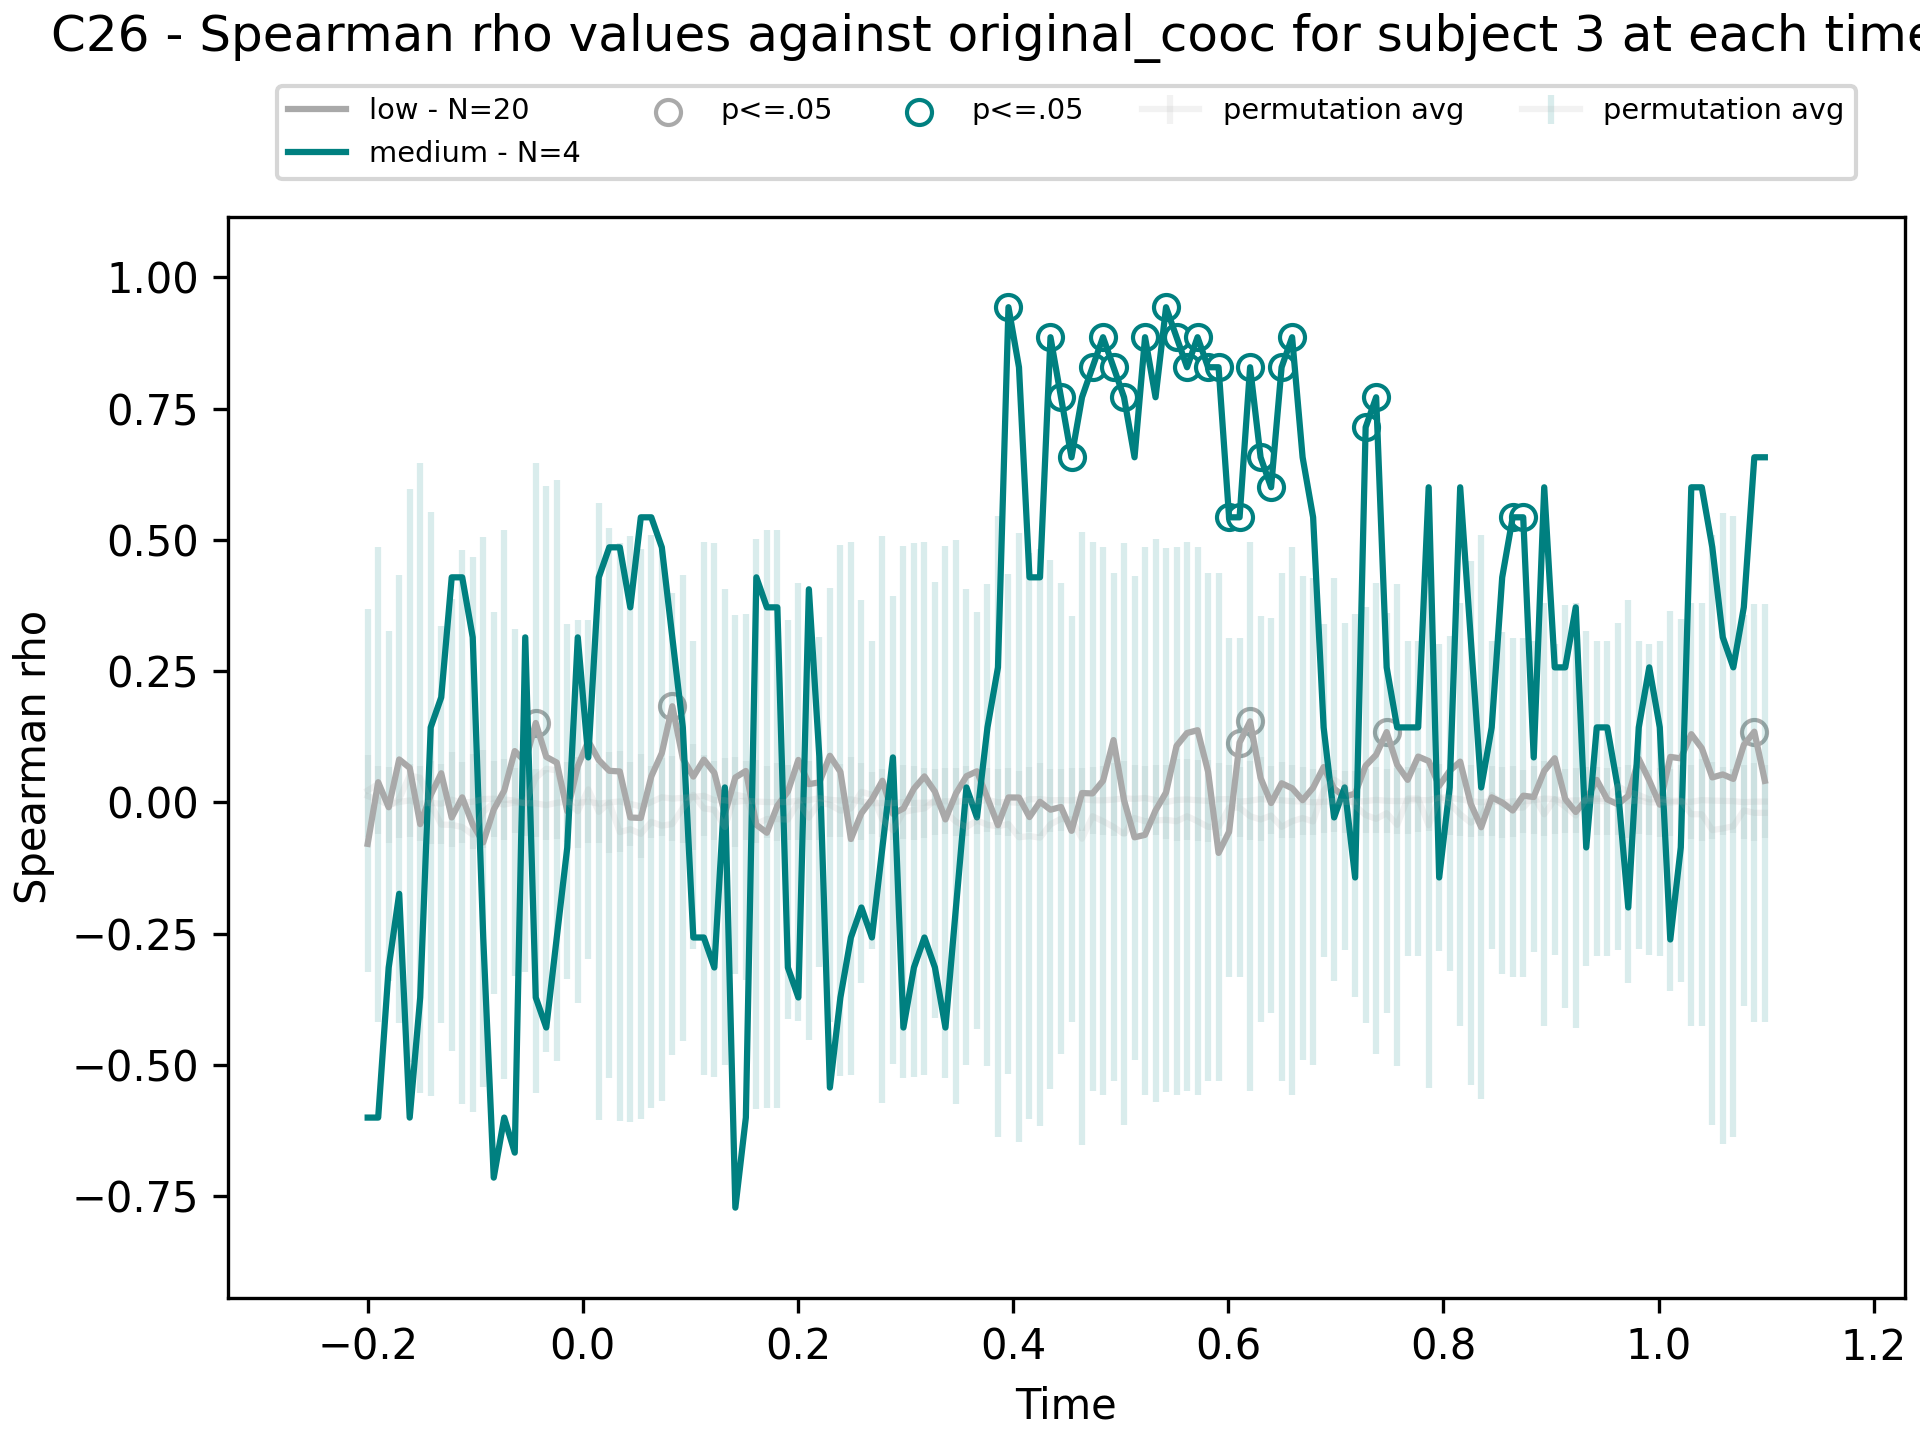 C26 - Spearman rho values against original_cooc for subject 3 at each time
low - N=20
medium - N=4
p<=.05
p<=.05
permutation avg
permutation avg
Spearman rho
1.00
0.75
0.50
0.25
0.00
−0.25
−0.50
−0.75
−0.2
0.0
0.2
0.4
0.6
0.8
1.0
1.2
Time